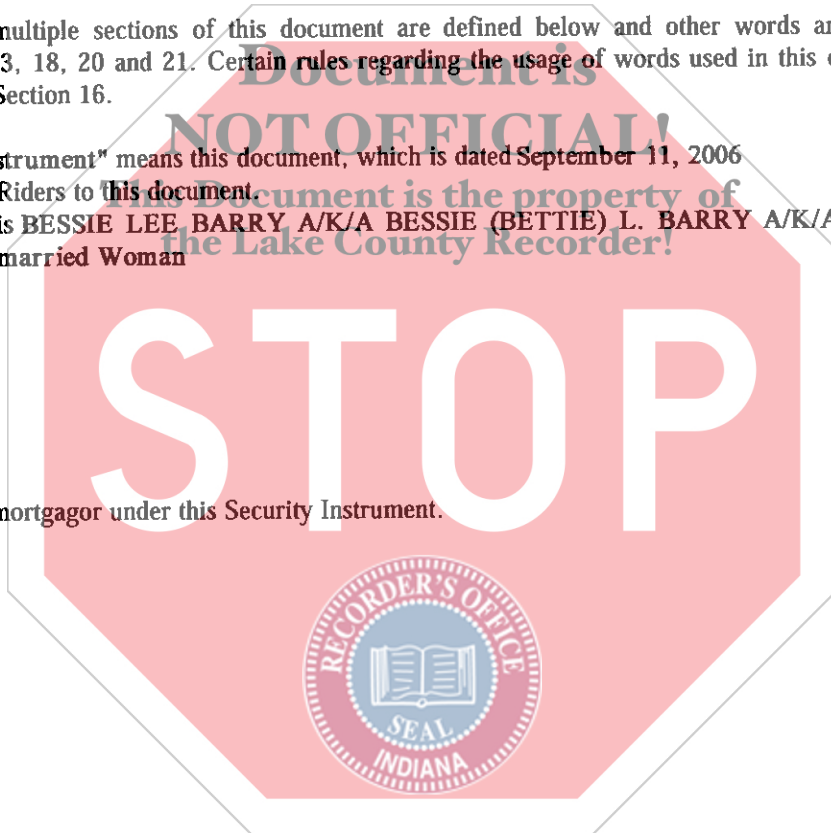 multiple sections of this document are defined below and other words
3, 18, 20 and 21. Certain rules regarding the usage of words used in this
Section 16.
Document is
NOT OFFICIAL!
strument" means this document, which is dated September 11, 2006
Riders to this document.
This Document is the property of
is BESSIE LEE BARRY A/K/A BESSIE (BETTIE) L. BARRY A/K/A
the Lake County Recorder!
married Woman
STOP
mortgagor under this Security Instrument.
RECORDER'S OFFICE
SEAL
INDIANA